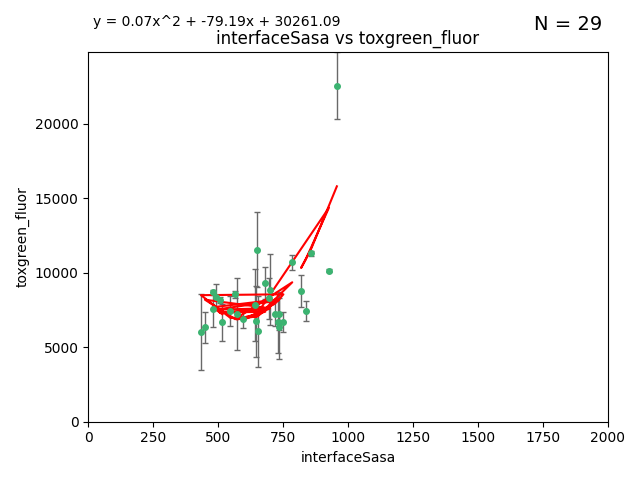 y = 0.07x^2 + -79.19x + 30261.09
N = 29
interfaceSasa vs toxgreen_fluor
toxgreen_fluor
20000
15000
10000
5000
0
0 250 500 750 1000 1250 1500 1750 2000
interfaceSasa